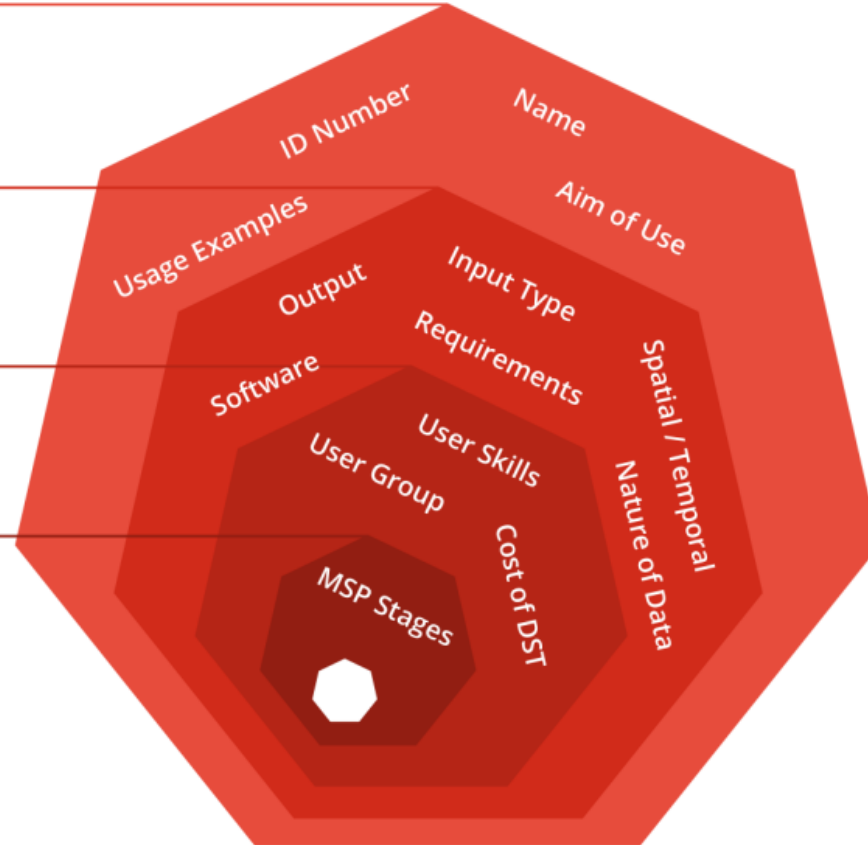 ID Number
Name
Usage Examples
Aim of Use
Output
Input Type
Requirements
Software
Spatial / Temporal
Nature of Data
User Skills
User Group
Cost of DST
MSP Stages